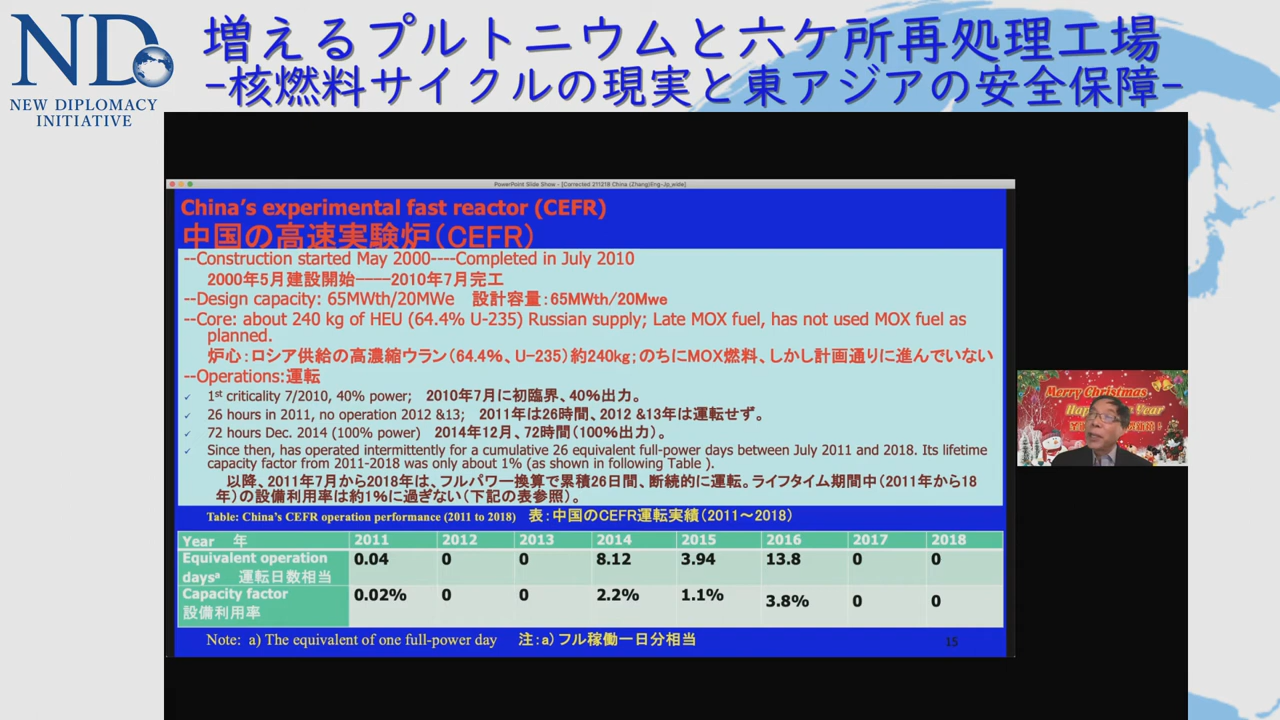 増えるプルトニウムと六ケ所再処理工場
-核燃料サイクルの現実と東アジアの安全保障-
ND
NEW DIPLOMACY
INITIATIVE
PowerPoint Slide Show - [Corrected 211218 China (Zhang)Eng-Jp_wide]
China's experimental fast reactor (CEFR)
中国の高速実験炉（CEFR）
--Construction started May 2000----Completed in July 2010
2000年5月建設開始----2010年7月完工
--Design capacity: 65MWth/20MWe 設計容量：65MWth/20Mwe
--Core: about 240 kg of HEU (64.4% U-235) Russian supply; Late MOX fuel, has not used MOX fuel as
planned.
炉心：ロシア供給の高濃縮ウラン（64.4%、U-235）約240kg；のちにMOX燃料、しかし計画通りに進んでいない
--Operations:運転
✓ 1st criticality 7/2010, 40% power; 2010年7月に初臨界、40%出力。
✓ 26 hours in 2011, no operation 2012 &13; 2011年は26時間、2012 &13年は運転せず。
✓ 72 hours Dec. 2014 (100% power) 2014年12月、72時間（100%出力）。
✓ Since then, has operated intermittently for a cumulative 26 equivalent full-power days between July 2011 and 2018. Its lifetime
capacity factor from 2011-2018 was only about 1% (as shown in following Table ).
以降、2011年7月から2018年は、フルパワー換算で累積26日間、断続的に運転。ライフタイム期間中（2011年から18
年）の設備利用率は約1%に過ぎない（下記の表参照）。
Table: China's CEFR operation performance (2011 to 2018) 表：中国のCEFR運転実績（2011～2018）
Year 年 2011 2012 2013 2014 2015 2016 2017 2018
Equivalent operation
daysa 運転日数相当 0.04 0 0 8.12 3.94 13.8 0 0
Capacity factor
設備利用率 0.02% 0 0 2.2% 1.1% 3.8% 0 0
Note: a) The equivalent of one full-power day 注：a）フル稼働一日分相当
15
Merry Christmas